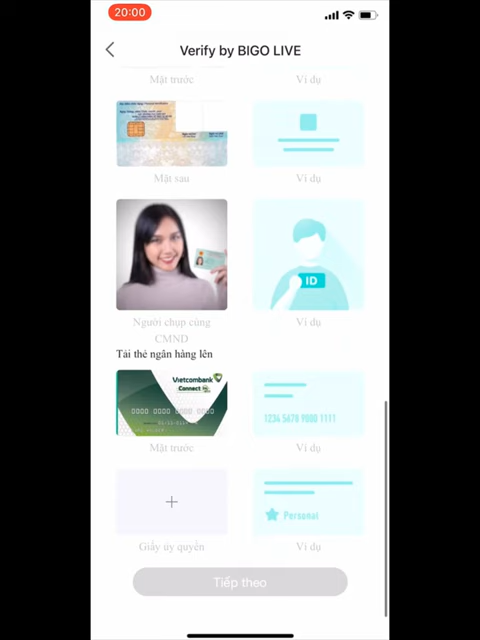 20:00
Verify by BIGO LIVE
Mặt trước
Ví dụ
Mặt sau
Ví dụ
ID
Người chụp cùng
CMND
Ví dụ
Tải thẻ ngân hàng lên
Vietcombank
Connect
0000 0000 0000 0000
1234 5678 9000 1111
Mặt trước
Ví dụ
Personal
Giấy ủy quyền
Ví dụ
Tiếp theo